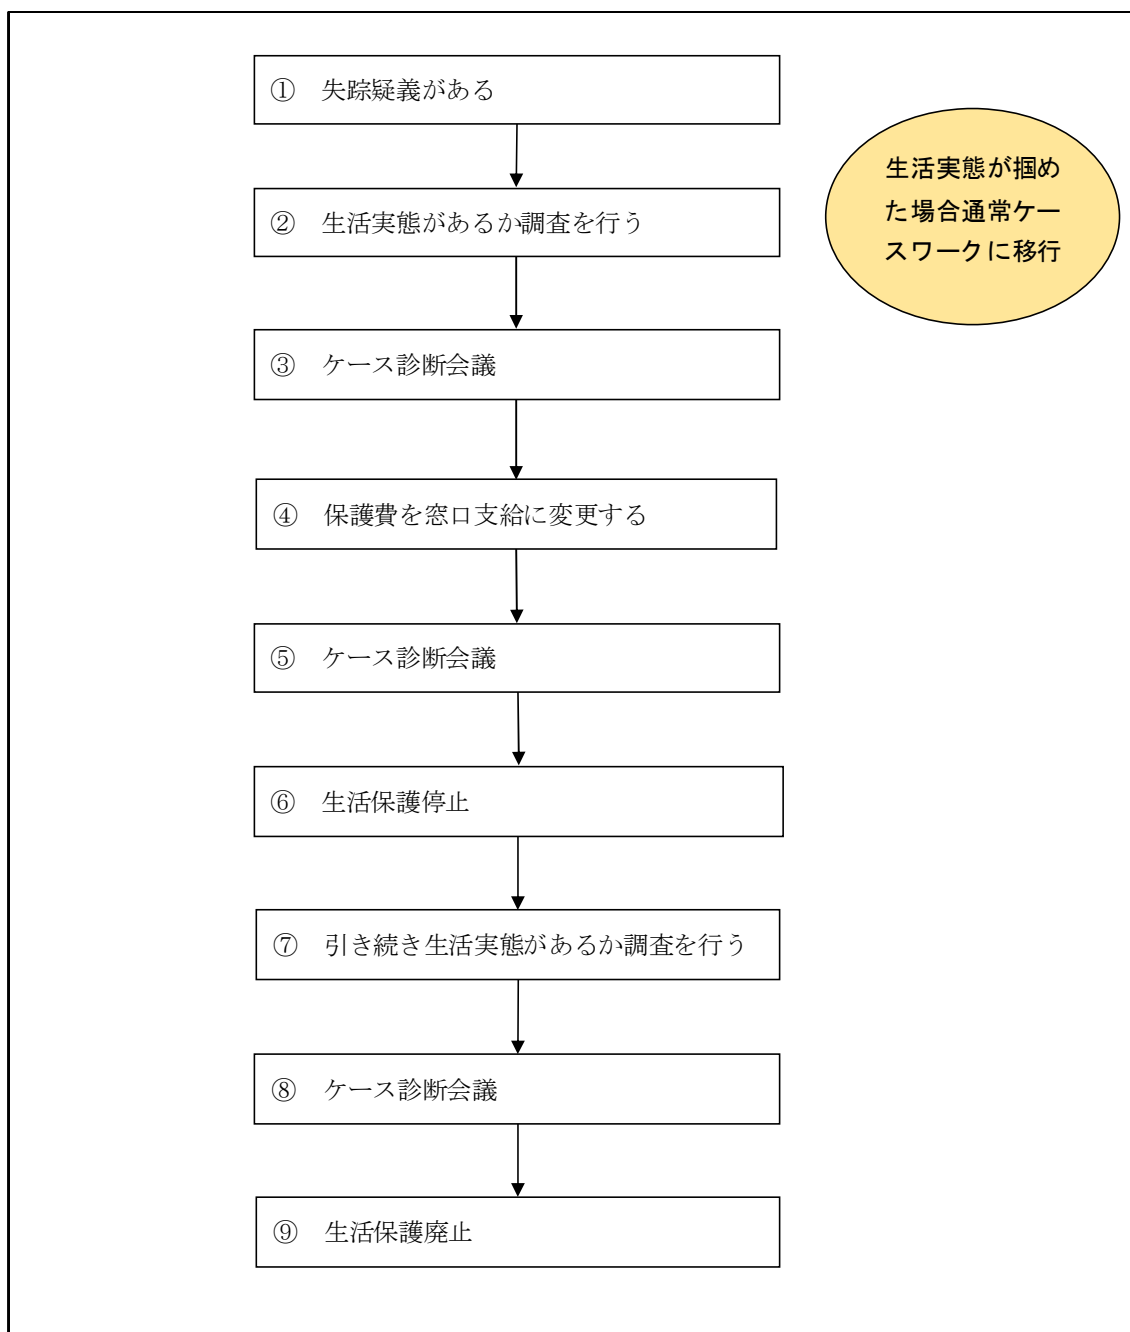 ① 失踪疑義がある
生活実態が掴め
た場合通常ケー
スワークに移行
② 生活実態があるか調査を行う
③ ケース診断会議
④ 保護費を窓口支給に変更する
⑤ ケース診断会議
⑥ 生活保護停止
⑦ 引き続き生活実態があるか調査を行う
⑧ ケース診断会議
⑨ 生活保護廃止